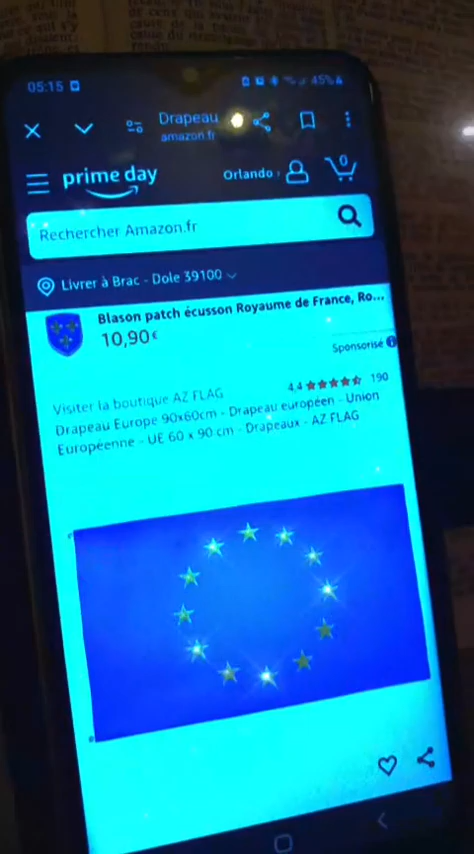 05:15
45%
Drapeau
amazon.fr
prime day
Orlando ›
0
Rechercher Amazon.fr
Livrer à Brac - Dole 39100
Blason patch écusson Royaume de France, Ro...
10,90€
Sponsorisé
Visiter la boutique AZ FLAG
4.4 190
Drapeau Europe 90x60cm - Drapeau européen - Union
Européenne - UE 60 x 90 cm - Drapeaux - AZ FLAG